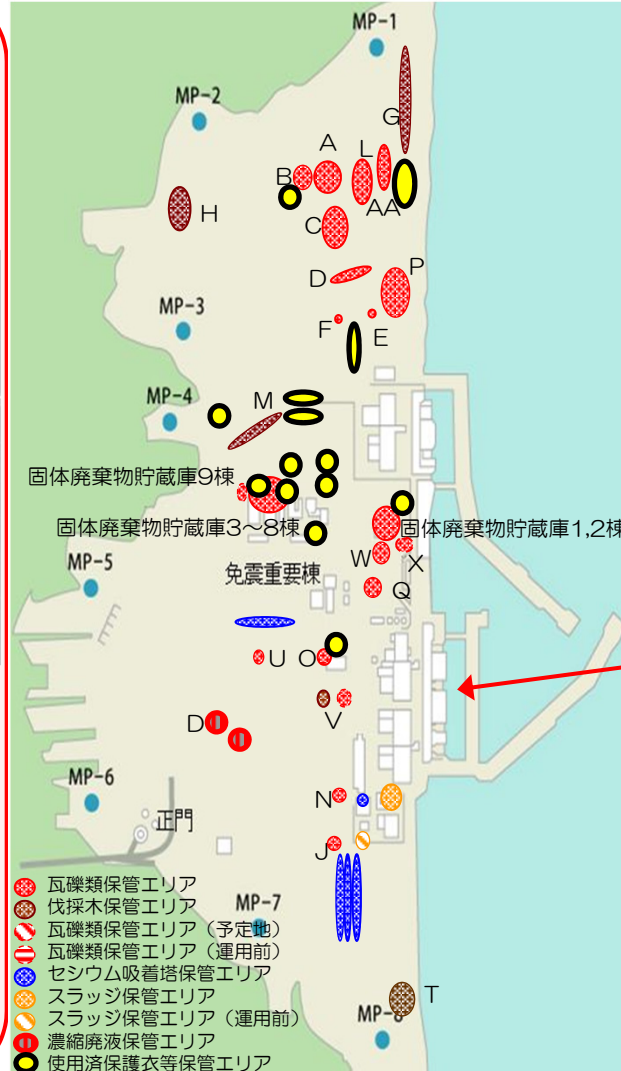 MP-1
MP-2
G
A
L
B
AA
H
C
D
P
MP-3
F
E
MP-4
M
固体廃棄物貯蔵庫9棟
固体廃棄物貯蔵庫3～8棟
固体廃棄物貯蔵庫1,2棟
W
X
MP-5
免震重要棟
Q
U
O
D
V
MP-6
N
正門
J
瓦礫類保管エリア
伐採木保管エリア
MP-7
瓦礫類保管エリア（予定地）
瓦礫類保管エリア（運用前）
セシウム吸着塔保管エリア
スラッジ保管エリア
T
スラッジ保管エリア（運用前）
MP-8
濃縮廃液保管エリア
使用済保護衣等保管エリア